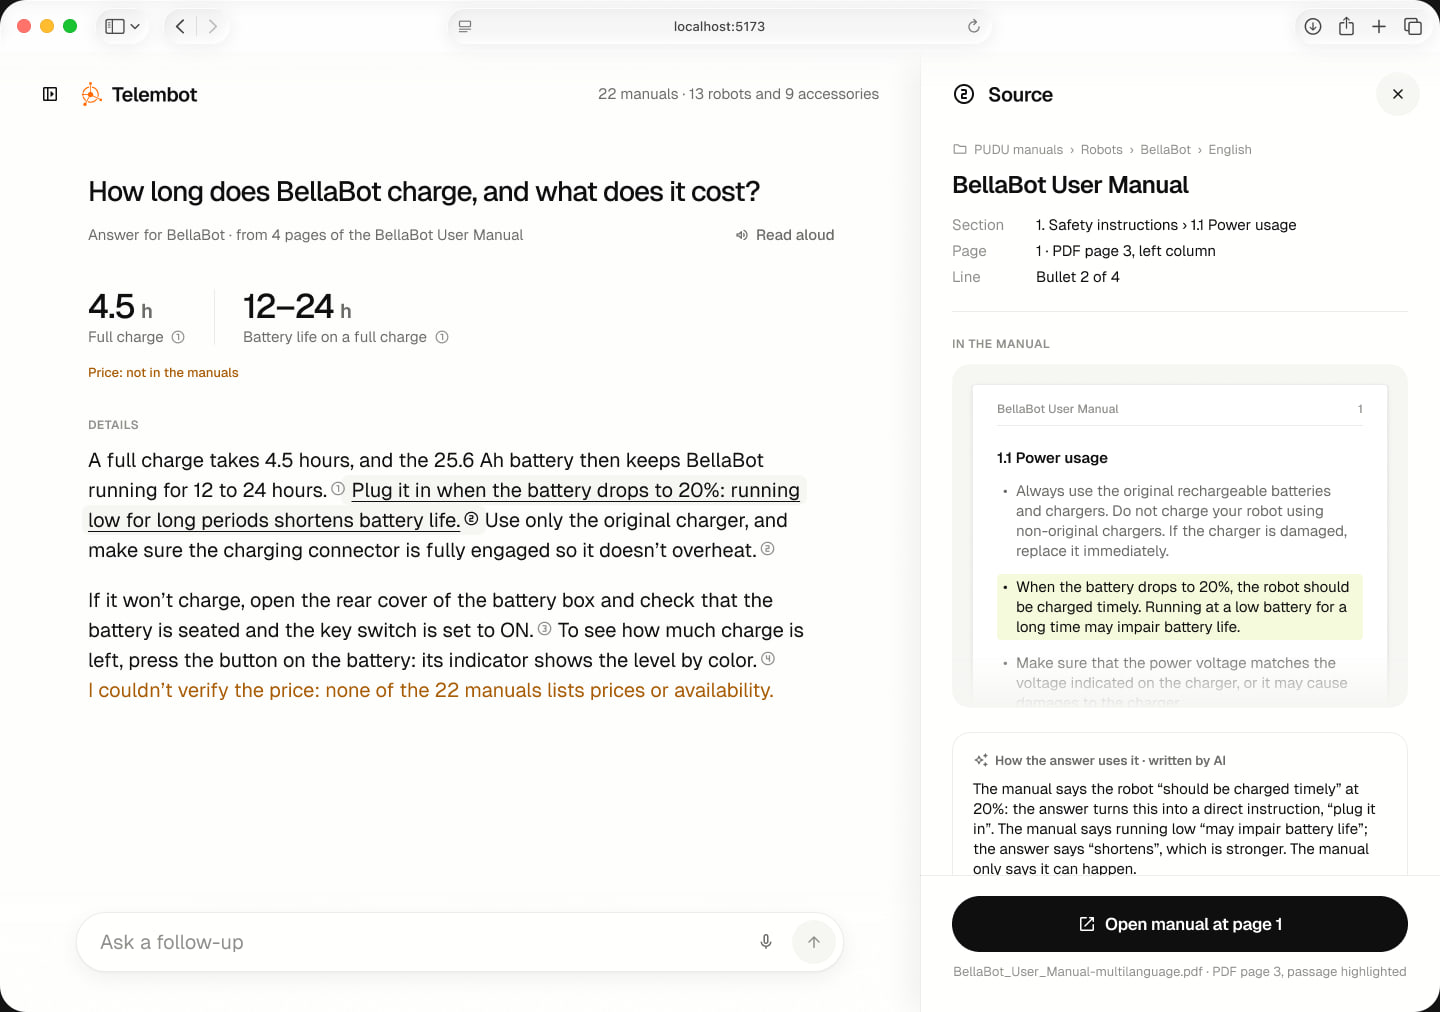 localhost:5173
Telembot
22 manuals · 13 robots and 9 accessories
How long does BellaBot charge, and what does it cost?
Answer for BellaBot · from 4 pages of the BellaBot User Manual
Read aloud
4.5 h
Full charge 1
12–24 h
Battery life on a full charge 1
Price: not in the manuals
DETAILS
A full charge takes 4.5 hours, and the 25.6 Ah battery then keeps BellaBot
running for 12 to 24 hours. 1 Plug it in when the battery drops to 20%: running
low for long periods shortens battery life. 2 Use only the original charger, and
make sure the charging connector is fully engaged so it doesn’t overheat. 2
If it won’t charge, open the rear cover of the battery box and check that the
battery is seated and the key switch is set to ON. 3 To see how much charge is
left, press the button on the battery: its indicator shows the level by color. 4
I couldn’t verify the price: none of the 22 manuals lists prices or availability.
Ask a follow-up
2 Source
PUDU manuals › Robots › BellaBot › English
BellaBot User Manual
Section 1. Safety instructions › 1.1 Power usage
Page 1 · PDF page 3, left column
Line Bullet 2 of 4
IN THE MANUAL
BellaBot User Manual 1
1.1 Power usage
• Always use the original rechargeable batteries
and chargers. Do not charge your robot using
non-original chargers. If the charger is damaged,
replace it immediately.
• When the battery drops to 20%, the robot should
be charged timely. Running at a low battery for a
long time may impair battery life.
• Make sure that the power voltage matches the
voltage indicated on the charger, or it may cause
damages to the charger.
How the answer uses it · written by AI
The manual says the robot “should be charged timely” at
20%: the answer turns this into a direct instruction, “plug it
in”. The manual says running low “may impair battery life”;
the answer says “shortens”, which is stronger. The manual
only says it can happen.
Open manual at page 1
BellaBot_User_Manual-multilanguage.pdf · PDF page 3, passage highlighted